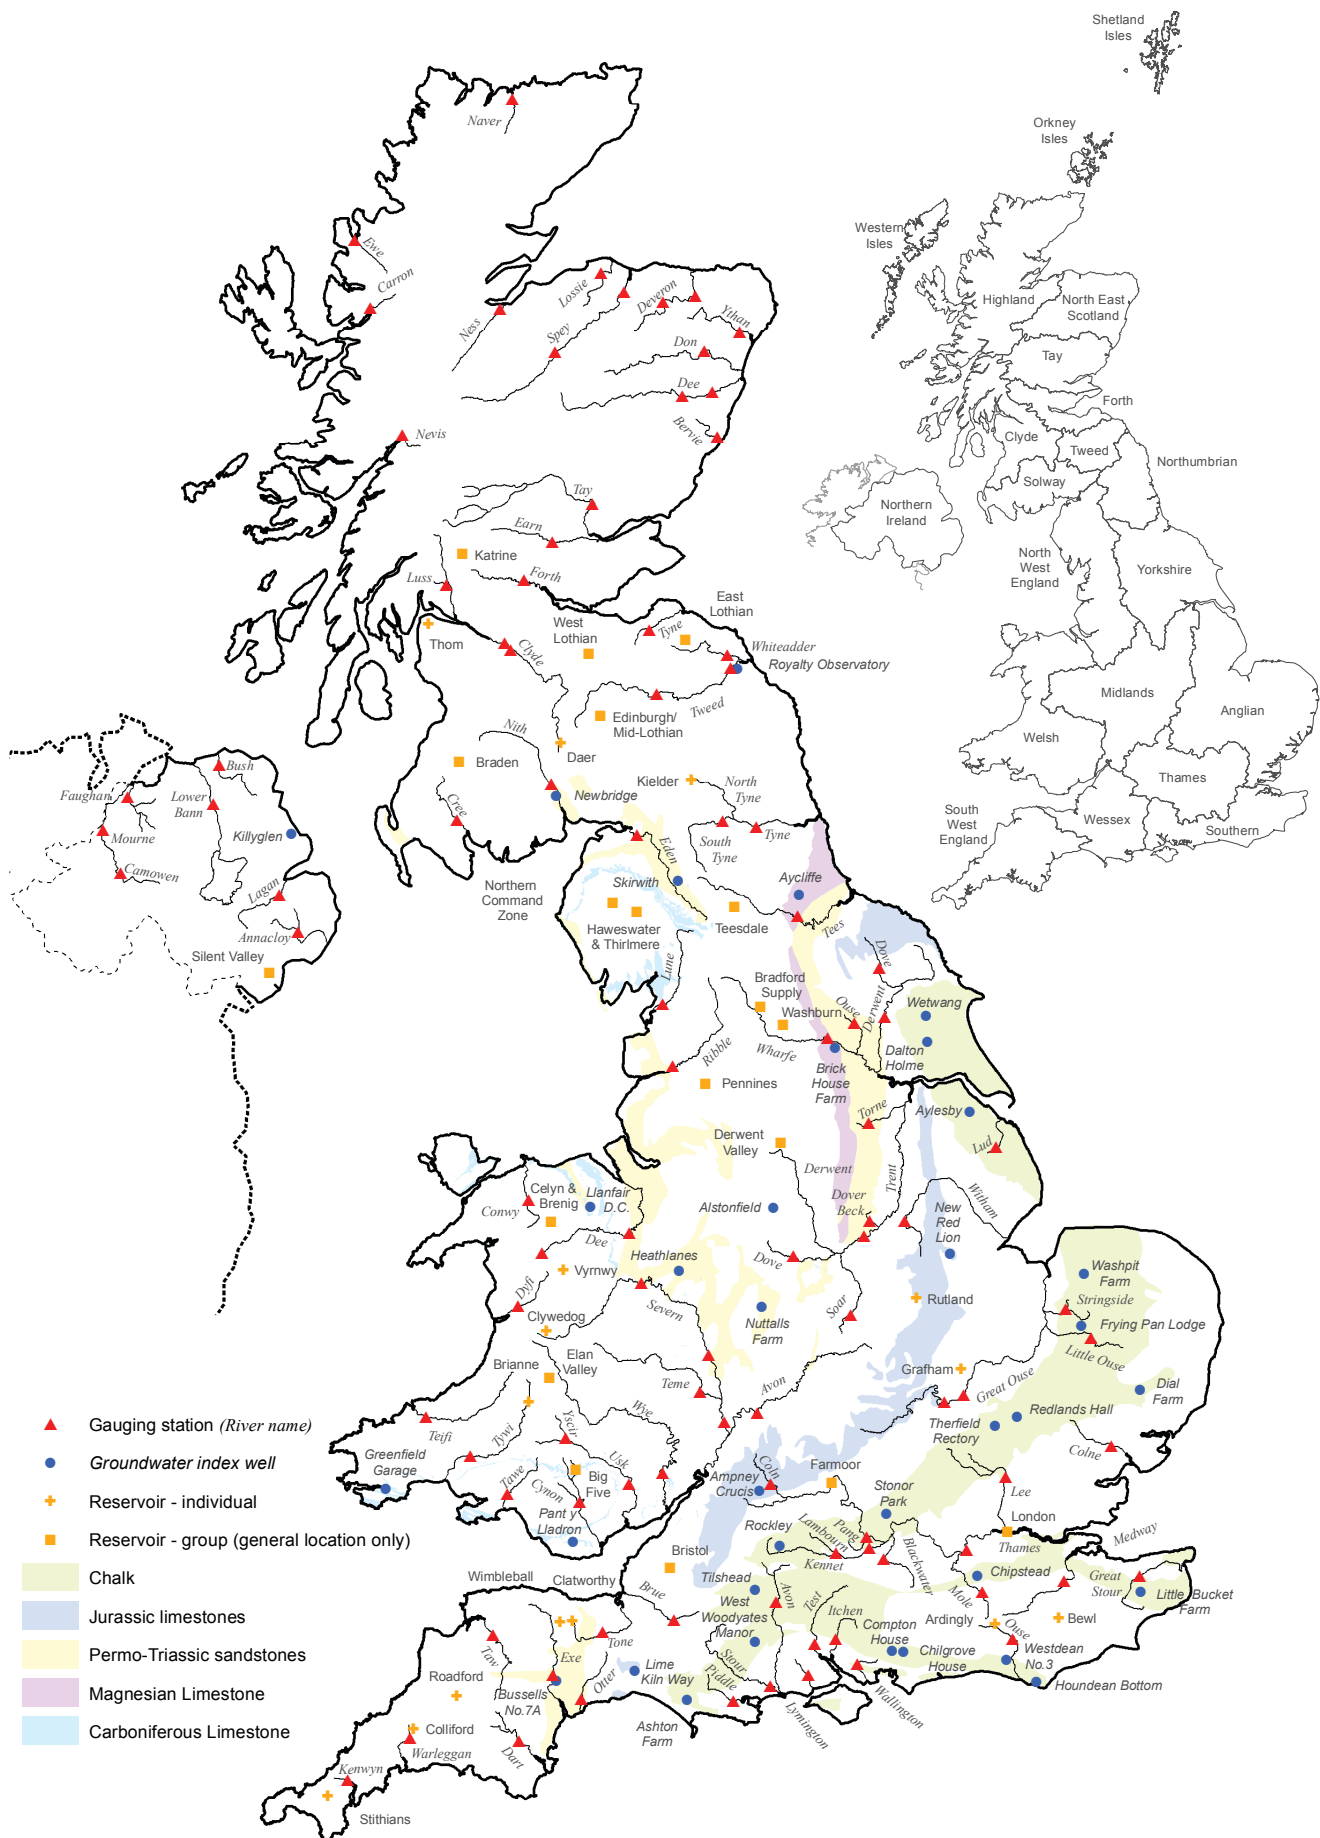 Shetland
Isles
Orkney
Isles
Western
Isles
Highland
North East
Scotland
Tay
Forth
Clyde
Tweed
Northumbrian
Solway
Northern
Ireland
North
West
England
Yorkshire
Midlands
Anglian
Welsh
Thames
South
West
England
Wessex
Southern
Naver
Ewe
Carron
Lossie
Deveron
Ness
Spey
Ythan
Don
Dee
Bervie
Nevis
Tay
Earn
Katrine
Luss
Forth
East
Lothian
West
Lothian
Tyne
Thom
Clyde
Whiteadder
Royalty Observatory
Tweed
Edinburgh/
Mid-Lothian
Nith
Daer
Braden
Kielder
North
Tyne
Newbridge
Cree
South
Tyne
Tyne
Bush
Faughan
Lower
Bann
Killyglen
Mourne
Camowen
Lagan
Annacloy
Silent Valley
Eden
Skirwith
Aycliffe
Northern
Command
Zone
Haweswater
& Thirlmere
Teesdale
Tees
Dove
Lune
Bradford
Supply
Washburn
Ouse
Derwent
Wetwang
Ribble
Wharfe
Dalton
Holme
Brick
House
Farm
Pennines
Torne
Aylesby
Derwent
Valley
Lud
Derwent
Trent
Celyn &
Brenig
Llanfair
D.C.
Conwy
Alstonfield
Dover
Beck
New
Red
Lion
Witham
Dee
Heathlanes
Dove
Washpit
Farm
Vyrnwy
Dyfi
Severn
Soar
Rutland
Stringside
Clywedog
Nuttalls
Farm
Frying Pan Lodge
Little Ouse
Brianne
Elan
Valley
Grafham
Teme
Avon
Great Ouse
Dial
Farm
Redlands Hall
Therfield
Rectory
Wye
Yscir
Teifi
Tywi
Colne
Greenfield
Garage
Usk
Coln
Farmoor
Tawe
Cynon
Big
Five
Ampney
Crucis
Stonor
Park
Lee
Pant y
Lladron
London
Rockley
Lambourn
Pang
Medway
Thames
Kennet
Blackwater
Bristol
Tilshead
Chipstead
Great
Stour
Wimbleball
Clatworthy
Brue
Avon
Test
Mole
Little Bucket
Farm
West
Woodyates
Manor
Itchen
Compton
House
Ardingly
Bewl
Ouse
Tone
Stour
Chilgrove
House
Westdean
No.3
Taw
Exe
Piddle
Roadford
Otter
Lime
Kiln Way
Houndean Bottom
Bussells
No.7A
Wallington
Lymington
Colliford
Ashton
Farm
Warleggan
Dart
Kenwyn
Stithians
Gauging station (River name)
Groundwater index well
Reservoir - individual
Reservoir - group (general location only)
Chalk
Jurassic limestones
Permo-Triassic sandstones
Magnesian Limestone
Carboniferous Limestone